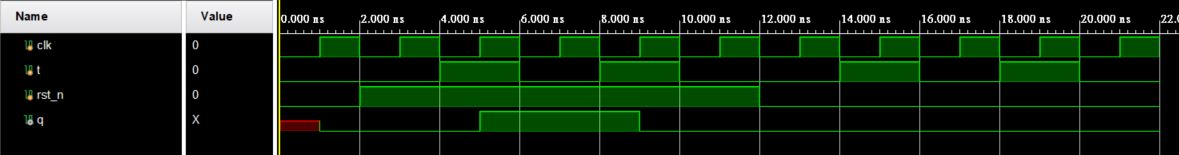 Name Value 0.000 ns 2.000 ns 4.000 ns 6.000 ns 8.000 ns 10.000 ns 12.000 ns 14.000 ns 16.000 ns 18.000 ns 20.000 ns 22.0
clk 0
t 0
rst_n 0
q X